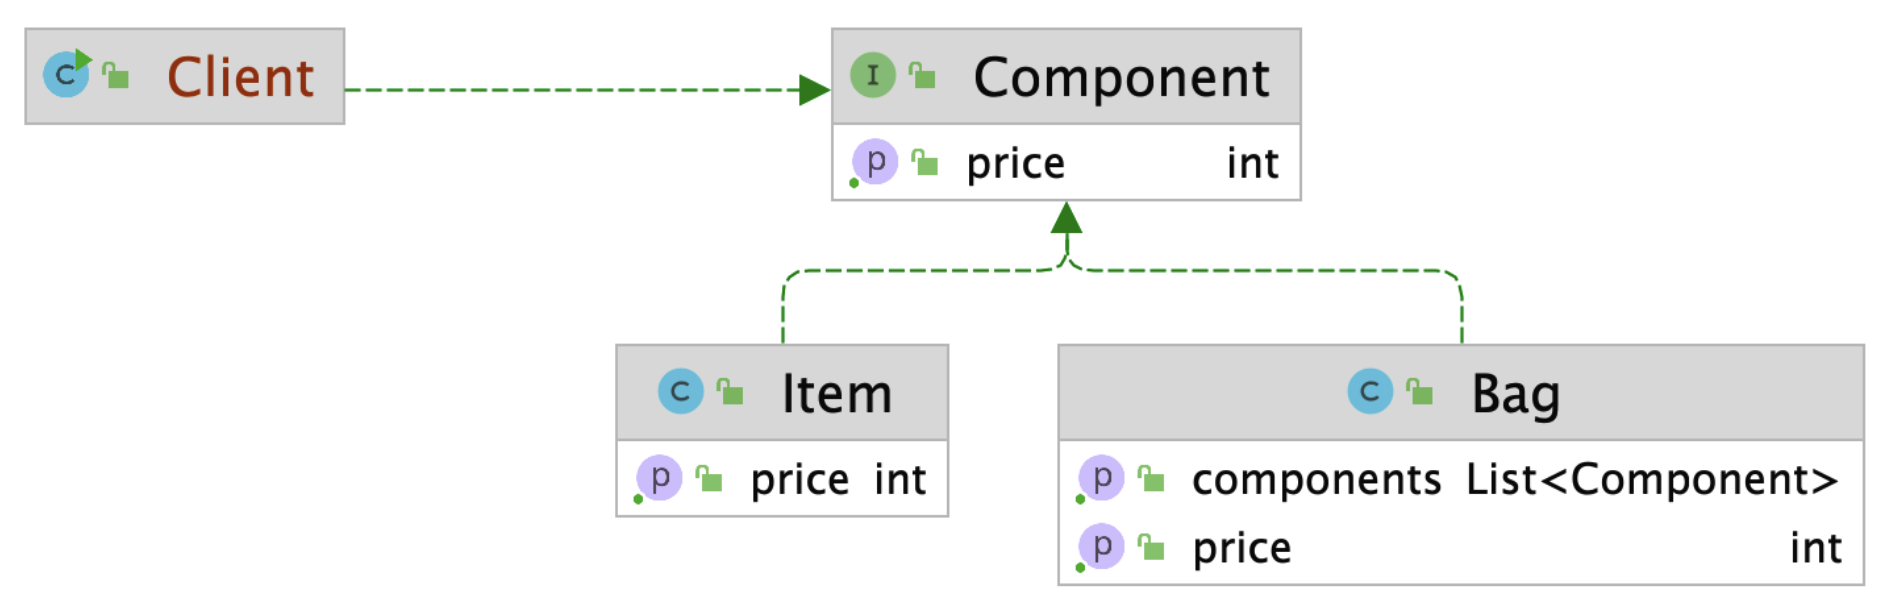 C Client
I Component
p price int
C Item
p price int
C Bag
p components List<Component>
p price int